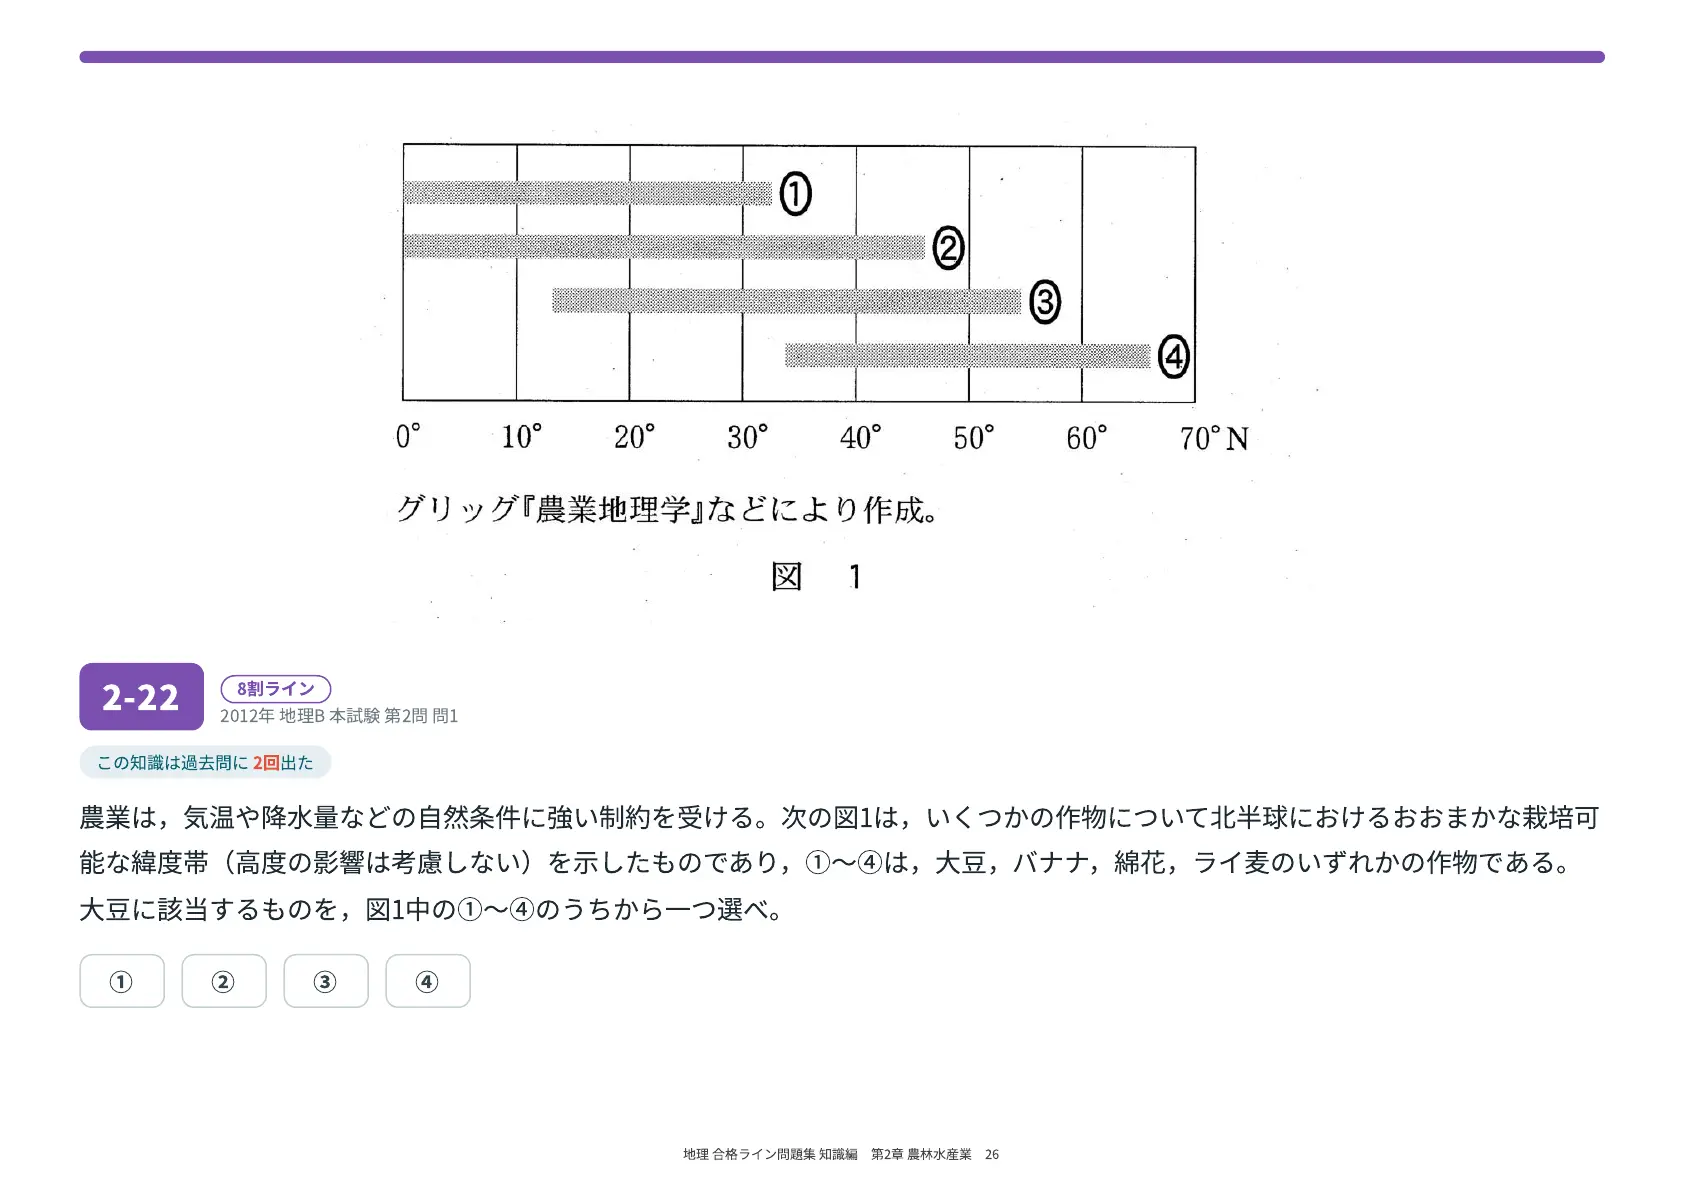 ①
②
③
④
0° 10° 20° 30° 40° 50° 60° 70°N
グリッグ『農業地理学』などにより作成。
図 1
2-22
8割ライン
2012年 地理B 本試験 第2問 問1
この知識は過去問に 2回出た
農業は，気温や降水量などの自然条件に強い制約を受ける。次の図1は，いくつかの作物について北半球におけるおおまかな栽培可
能な緯度帯（高度の影響は考慮しない）を示したものであり，①～④は，大豆，バナナ，綿花，ライ麦のいずれかの作物である。
大豆に該当するものを，図1中の①～④のうちから一つ選べ。
① ② ③ ④
地理 合格ライン問題集 知識編　第2章 農林水産業　26